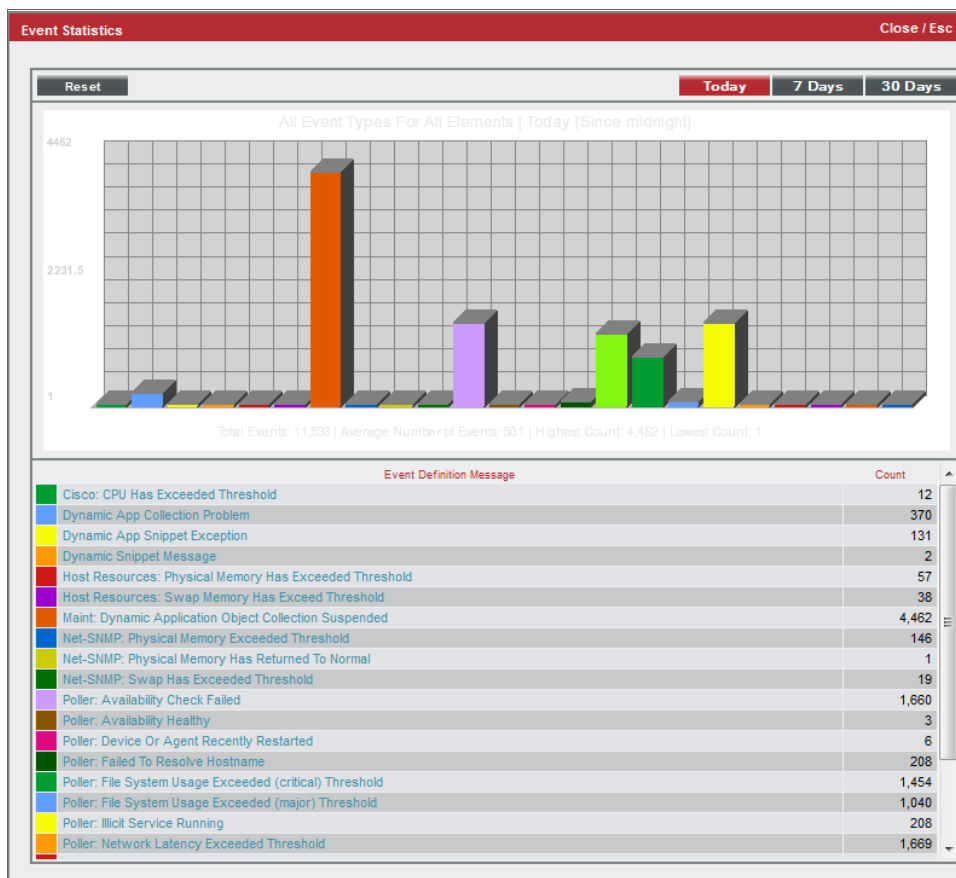 Event Statistics
Close / Esc
Reset
Today
7 Days
30 Days
All Event Types For All Elements | Today [Since midnight]
4462
2231.5
1
Total Events: 11,533 | Average Number of Events: 501 | Highest Count: 4,462 | Lowest Count: 1
Event Definition Message Count
Cisco: CPU Has Exceeded Threshold 12
Dynamic App Collection Problem 370
Dynamic App Snippet Exception 131
Dynamic Snippet Message 2
Host Resources: Physical Memory Has Exceeded Threshold 57
Host Resources: Swap Memory Has Exceed Threshold 38
Maint: Dynamic Application Object Collection Suspended 4,462
Net-SNMP: Physical Memory Exceeded Threshold 146
Net-SNMP: Physical Memory Has Returned To Normal 1
Net-SNMP: Swap Has Exceeded Threshold 19
Poller: Availability Check Failed 1,660
Poller: Availability Healthy 3
Poller: Device Or Agent Recently Restarted 6
Poller: Failed To Resolve Hostname 208
Poller: File System Usage Exceeded (critical) Threshold 1,454
Poller: File System Usage Exceeded (major) Threshold 1,040
Poller: Illicit Service Running 208
Poller: Network Latency Exceeded Threshold 1,669